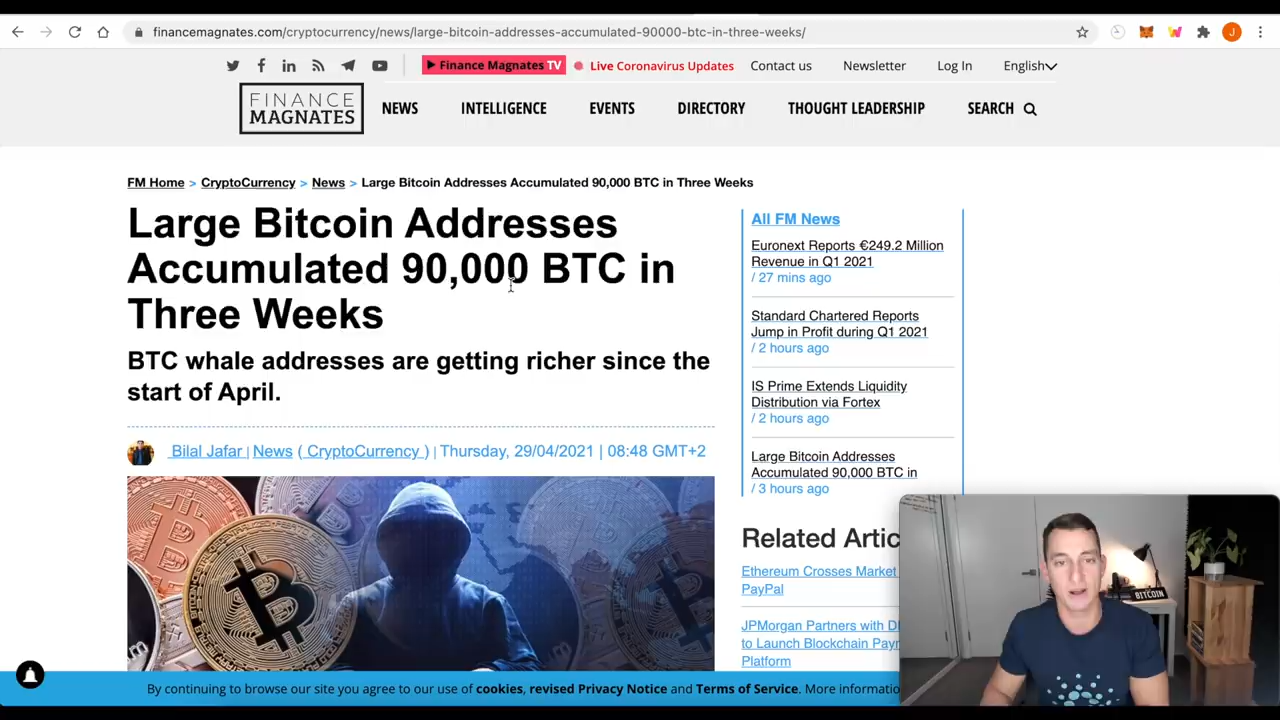 financemagnates.com/cryptocurrency/news/large-bitcoin-addresses-accumulated-90000-btc-in-three-weeks/
J
Finance Magnates TV
Live Coronavirus Updates
Contact us
Newsletter
Log In
English
FINANCE
MAGNATES
NEWS
INTELLIGENCE
EVENTS
DIRECTORY
THOUGHT LEADERSHIP
SEARCH
FM Home > CryptoCurrency > News > Large Bitcoin Addresses Accumulated 90,000 BTC in Three Weeks
Large Bitcoin Addresses
Accumulated 90,000 BTC in
Three Weeks
BTC whale addresses are getting richer since the
start of April.
Bilal Jafar | News ( CryptoCurrency ) | Thursday, 29/04/2021 | 08:48 GMT+2
All FM News
Euronext Reports €249.2 Million
Revenue in Q1 2021
/ 27 mins ago
Standard Chartered Reports
Jump in Profit during Q1 2021
/ 2 hours ago
IS Prime Extends Liquidity
Distribution via Fortex
/ 2 hours ago
Large Bitcoin Addresses
Accumulated 90,000 BTC in
/ 3 hours ago
Related Artic
Ethereum Crosses Market
PayPal
JPMorgan Partners with D
to Launch Blockchain Pay
Platform
BITCOIN
By continuing to browse our site you agree to our use of cookies, revised Privacy Notice and Terms of Service. More informatio